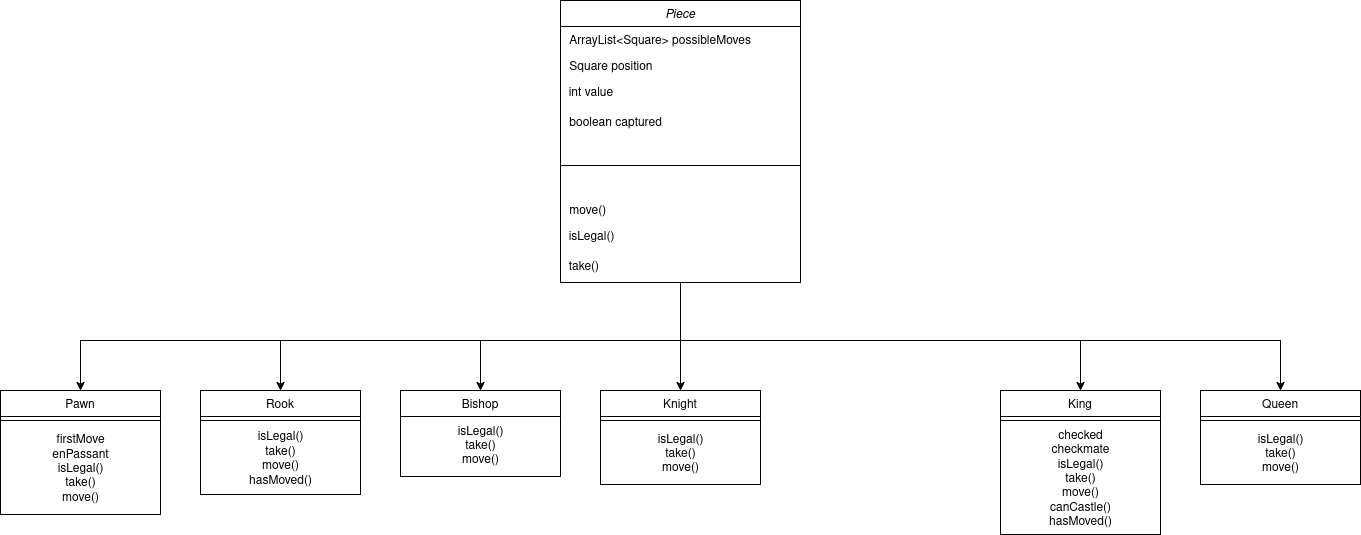 Piece
ArrayList<Square> possibleMoves
Square position
int value
boolean captured
move()
isLegal()
take()
Pawn
firstMove
enPassant
isLegal()
take()
move()
Rook
isLegal()
take()
move()
hasMoved()
Bishop
isLegal()
take()
move()
Knight
isLegal()
take()
move()
King
checked
checkmate
isLegal()
take()
move()
canCastle()
hasMoved()
Queen
isLegal()
take()
move()